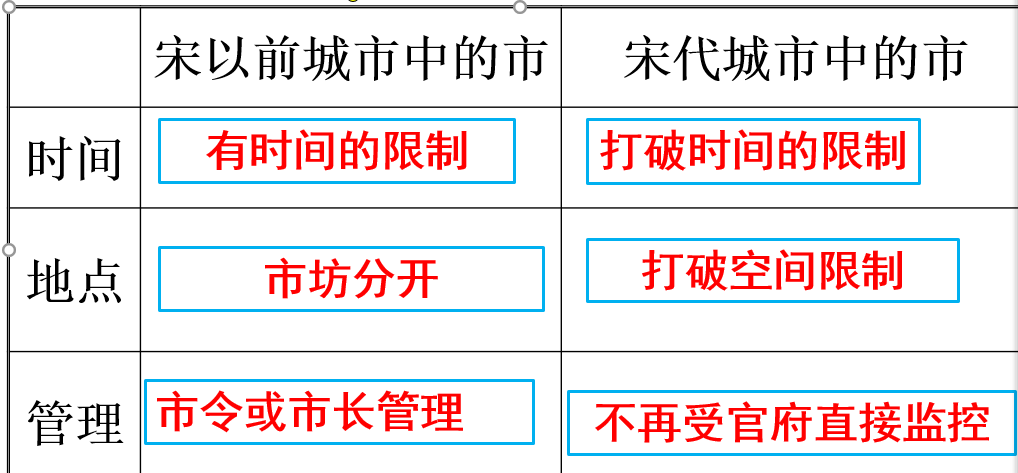 宋以前城市中的市 宋代城市中的市
时间 有时间的限制 打破时间的限制
地点 市坊分开 打破空间限制
管理 市令或市长管理 不再受官府直接监控